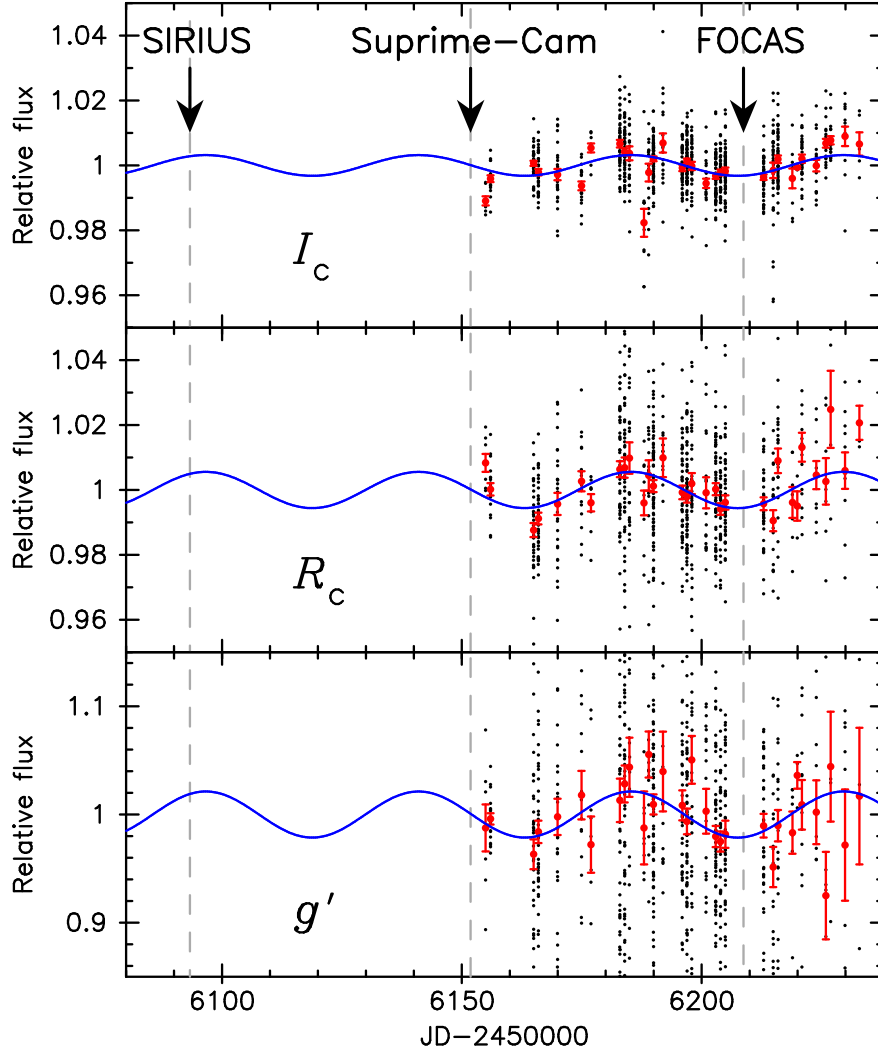 SIRIUS Suprime-Cam FOCAS
1.04
1.02
1
0.98
0.96
Relative flux
I_C
1.04
1.02
1
0.98
0.96
Relative flux
R_C
1.1
1
0.9
Relative flux
g'
6100 6150 6200
JD-2450000